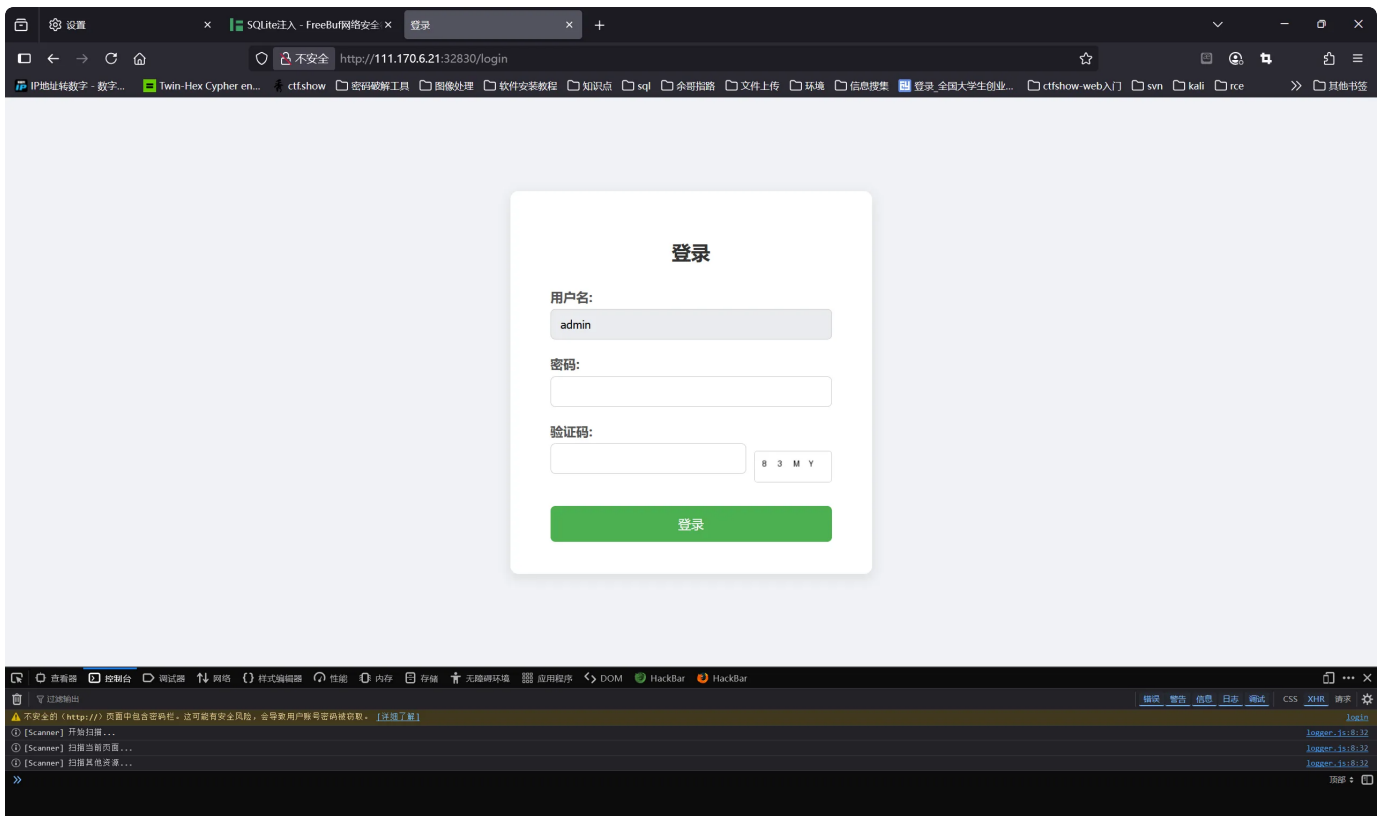 设置
SQLite注入 - FreeBuf网络安全
登录
不安全 http://111.170.6.21:32830/login
IP地址转数字 - 数字... Twin-Hex Cypher en... ctf.show 密码破解工具 图像处理 软件安装教程 知识点 sql 余哥指路 文件上传 环境 信息搜集 登录_全国大学生创业... ctfshow-web入门 svn kali rce 其他书签
登录
用户名:
admin
密码:
验证码:
8 3 M Y
登录
查看器 控制台 调试器 网络 样式编辑器 性能 内存 存储 无障碍环境 应用程序 DOM HackBar HackBar
过滤输出 错误 警告 信息 日志 调试 CSS XHR 请求
不安全的（http://）页面中包含密码栏。这可能有安全风险，会导致用户账号密码被窃取。 [详细了解] login
[Scanner] 开始扫描... logger.js:8:32
[Scanner] 扫描当前页面... logger.js:8:32
[Scanner] 扫描其他资源... logger.js:8:32
顶部